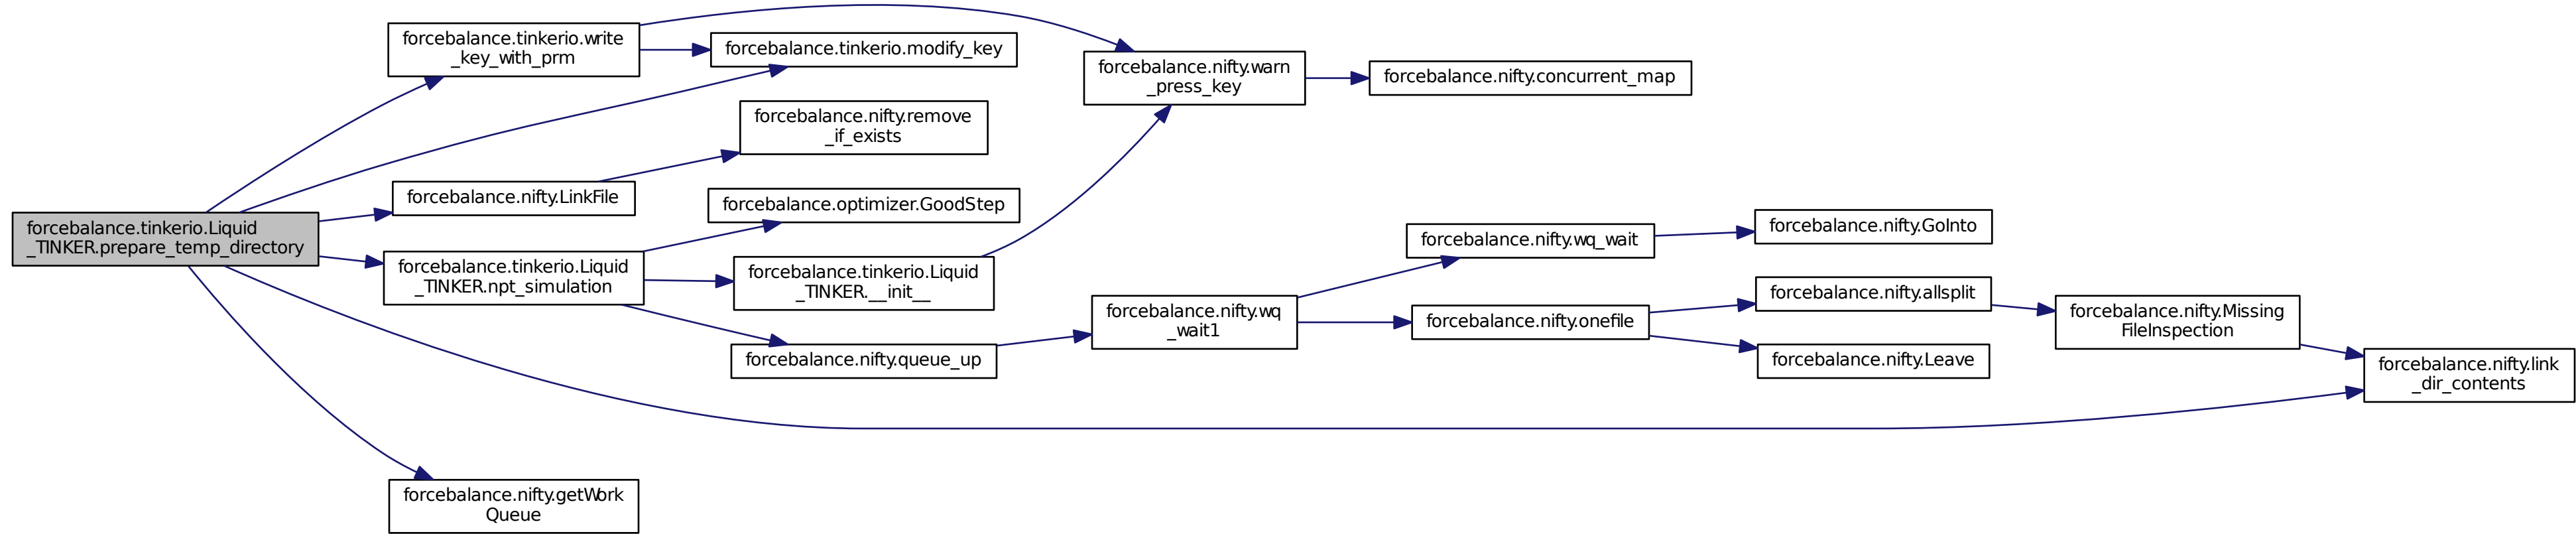 forcebalance.tinkerio.Liquid
_TINKER.prepare_temp_directory
forcebalance.tinkerio.write
_key_with_prm
forcebalance.tinkerio.modify_key
forcebalance.nifty.warn
_press_key
forcebalance.nifty.concurrent_map
forcebalance.nifty.remove
_if_exists
forcebalance.nifty.LinkFile
forcebalance.optimizer.GoodStep
forcebalance.tinkerio.Liquid
_TINKER.npt_simulation
forcebalance.tinkerio.Liquid
_TINKER.__init__
forcebalance.nifty.queue_up
forcebalance.nifty.wq
_wait1
forcebalance.nifty.wq_wait
forcebalance.nifty.GoInto
forcebalance.nifty.onefile
forcebalance.nifty.allsplit
forcebalance.nifty.Leave
forcebalance.nifty.Missing
FileInspection
forcebalance.nifty.link
_dir_contents
forcebalance.nifty.getWork
Queue